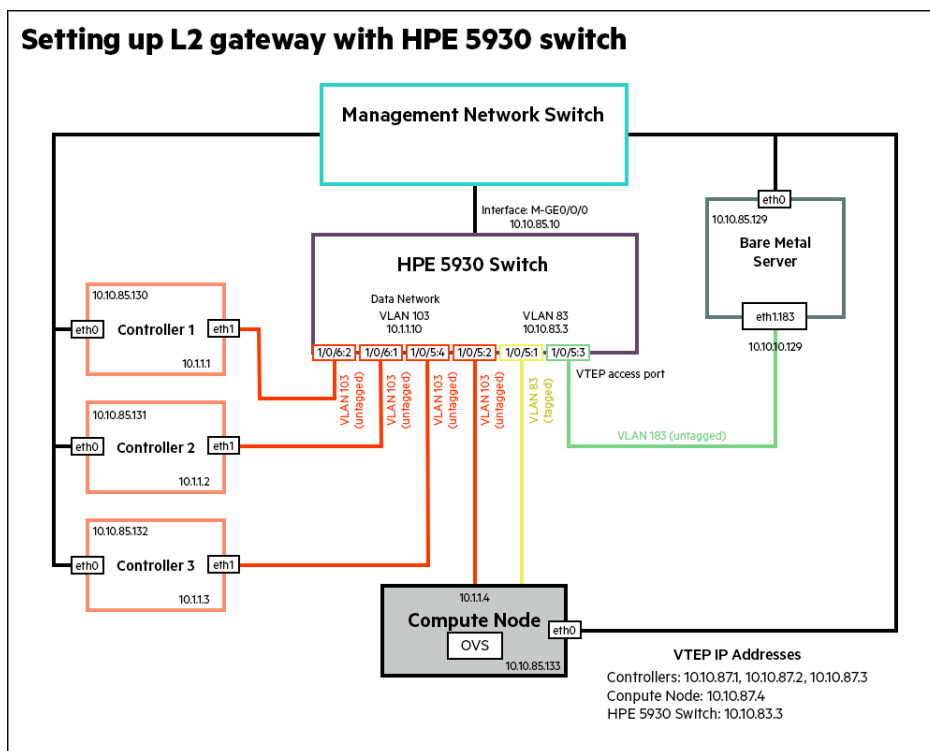 Setting up L2 gateway with HPE 5930 switch
Management Network Switch
Interface: M-GE0/0/0
10.10.85.10
eth0
10.10.85.129
Bare Metal
Server
eth1.183
10.10.10.129
HPE 5930 Switch
Data Network
VLAN 103
10.1.1.10
VLAN 83
10.10.83.3
1/0/6:2
1/0/6:1
1/0/5:4
1/0/5:2
1/0/5:1
1/0/5:3
VTEP access port
10.10.85.130
eth0
Controller 1
eth1
10.1.1.1
VLAN 103
(untagged)
VLAN 103
(untagged)
VLAN 103
(untagged)
VLAN 103
(untagged)
VLAN 83
(tagged)
VLAN 183 (untagged)
10.10.85.131
eth0
Controller 2
eth1
10.1.1.2
10.10.85.132
eth0
Controller 3
eth1
10.1.1.3
10.1.1.4
Compute Node
OVS
eth0
10.10.85.133
VTEP IP Addresses
Controllers: 10.10.87.1, 10.10.87.2, 10.10.87.3
Conpute Node: 10.10.87.4
HPE 5930 Switch: 10.10.83.3